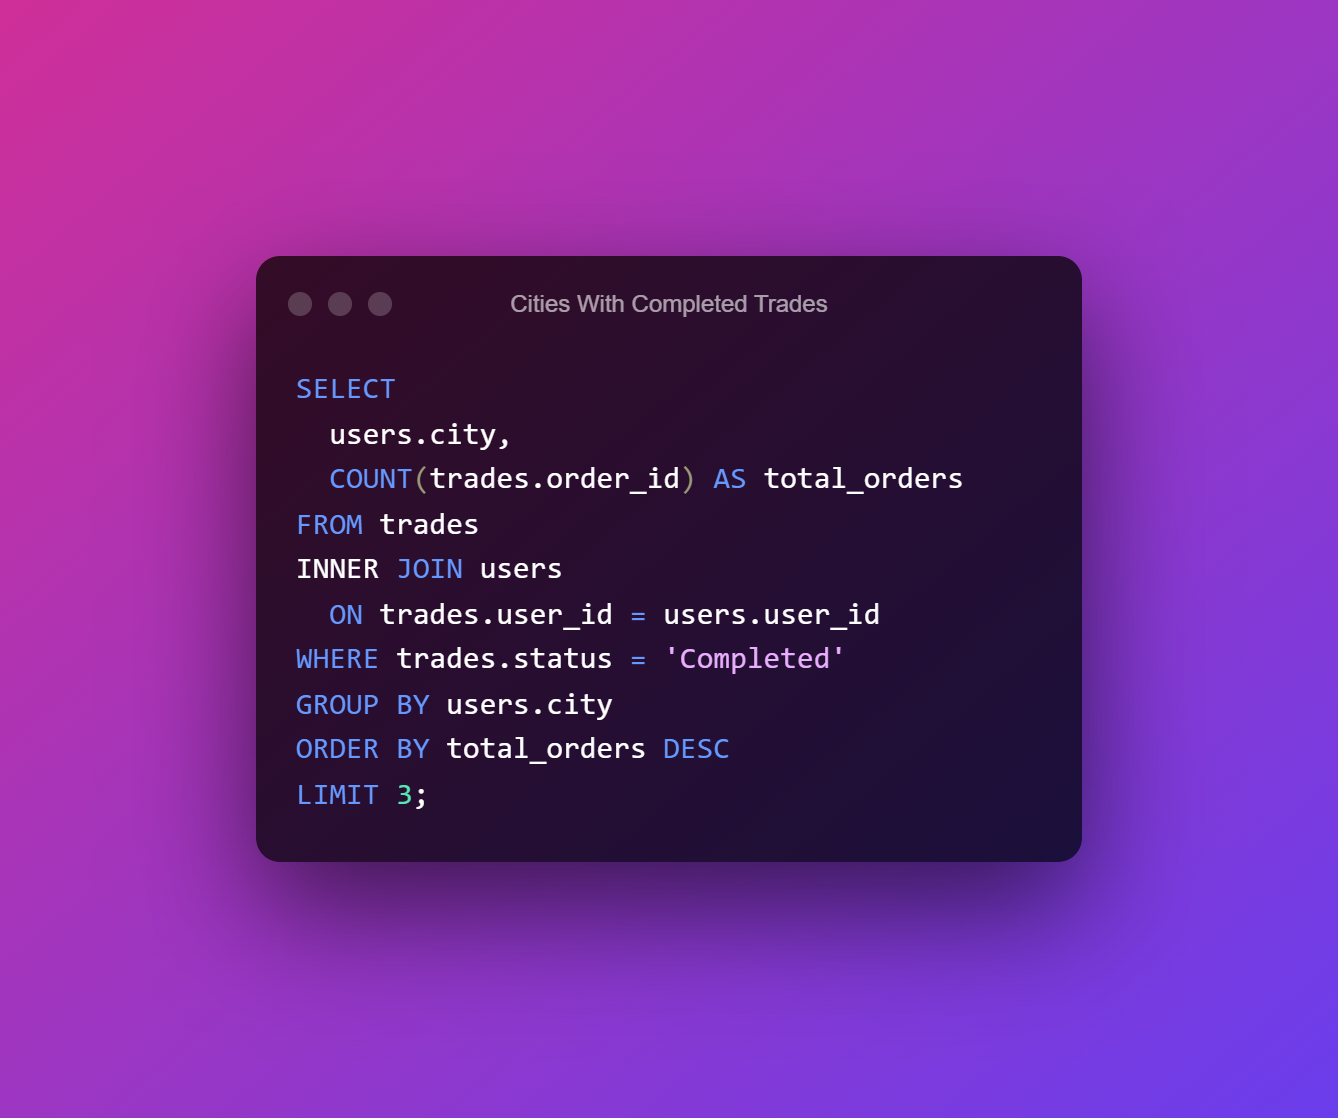 Cities With Completed Trades
SELECT
  users.city,
  COUNT(trades.order_id) AS total_orders
FROM trades
INNER JOIN users
  ON trades.user_id = users.user_id
WHERE trades.status = 'Completed'
GROUP BY users.city
ORDER BY total_orders DESC
LIMIT 3;